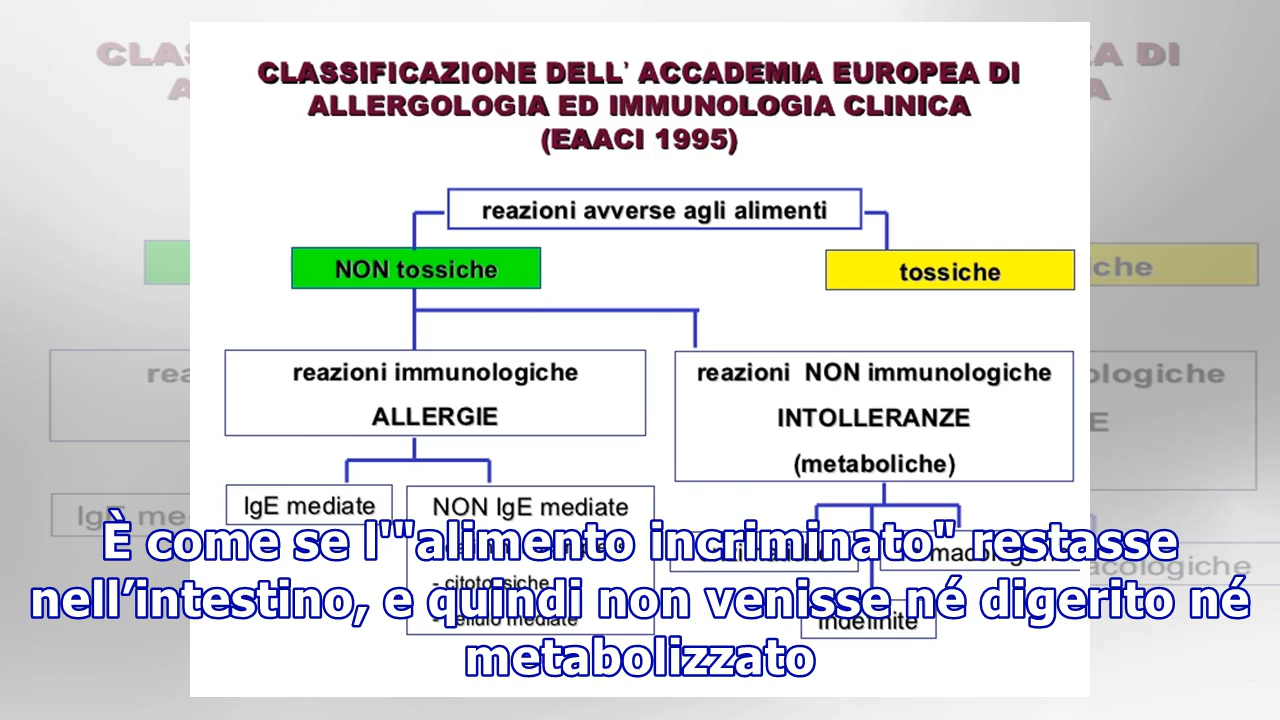 CLASSIFICAZIONE DELL' ACCADEMIA EUROPEA DI
ALLERGOLOGIA ED IMMUNOLOGIA CLINICA
(EAACI 1995)
reazioni avverse agli alimenti
NON tossiche
tossiche
reazioni immunologiche
ALLERGIE
reazioni NON immunologiche
INTOLLERANZE
(metaboliche)
IgE mediate
NON IgE mediate
- citotossiche
- cellulo mediate
indefinite
È come se l'"alimento incriminato" restasse
nell’intestino, e quindi non venisse né digerito né
metabolizzato